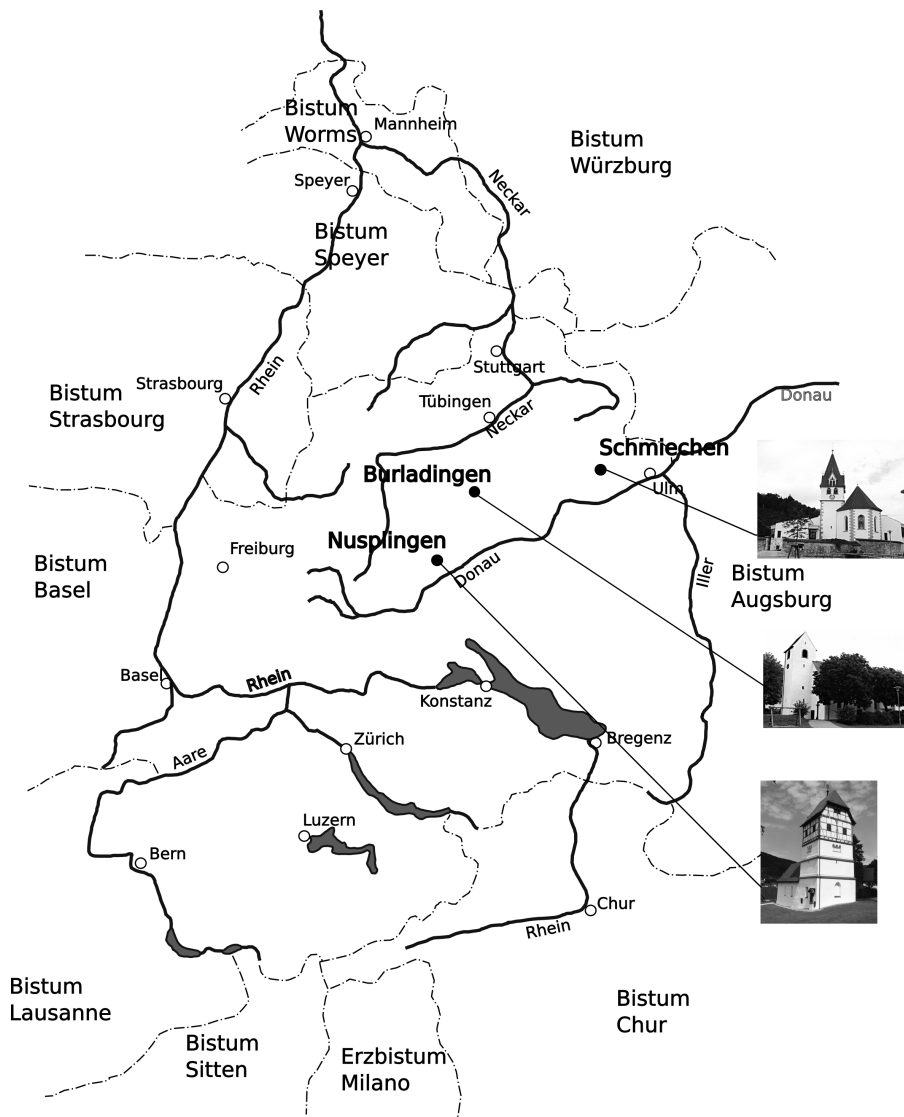 Bistum
Worms
Mannheim
Bistum
Würzburg
Speyer
Neckar
Bistum
Speyer
Rhein
Stuttgart
Bistum
Strasbourg
Strasbourg
Tübingen
Neckar
Donau
Schmiechen
Ulm
Burladingen
Nusplingen
Freiburg
Donau
Iller
Bistum
Basel
Bistum
Augsburg
Basel
Rhein
Konstanz
Zürich
Bregenz
Aare
Luzern
Bern
Chur
Rhein
Bistum
Lausanne
Bistum
Chur
Bistum
Sitten
Erzbistum
Milano